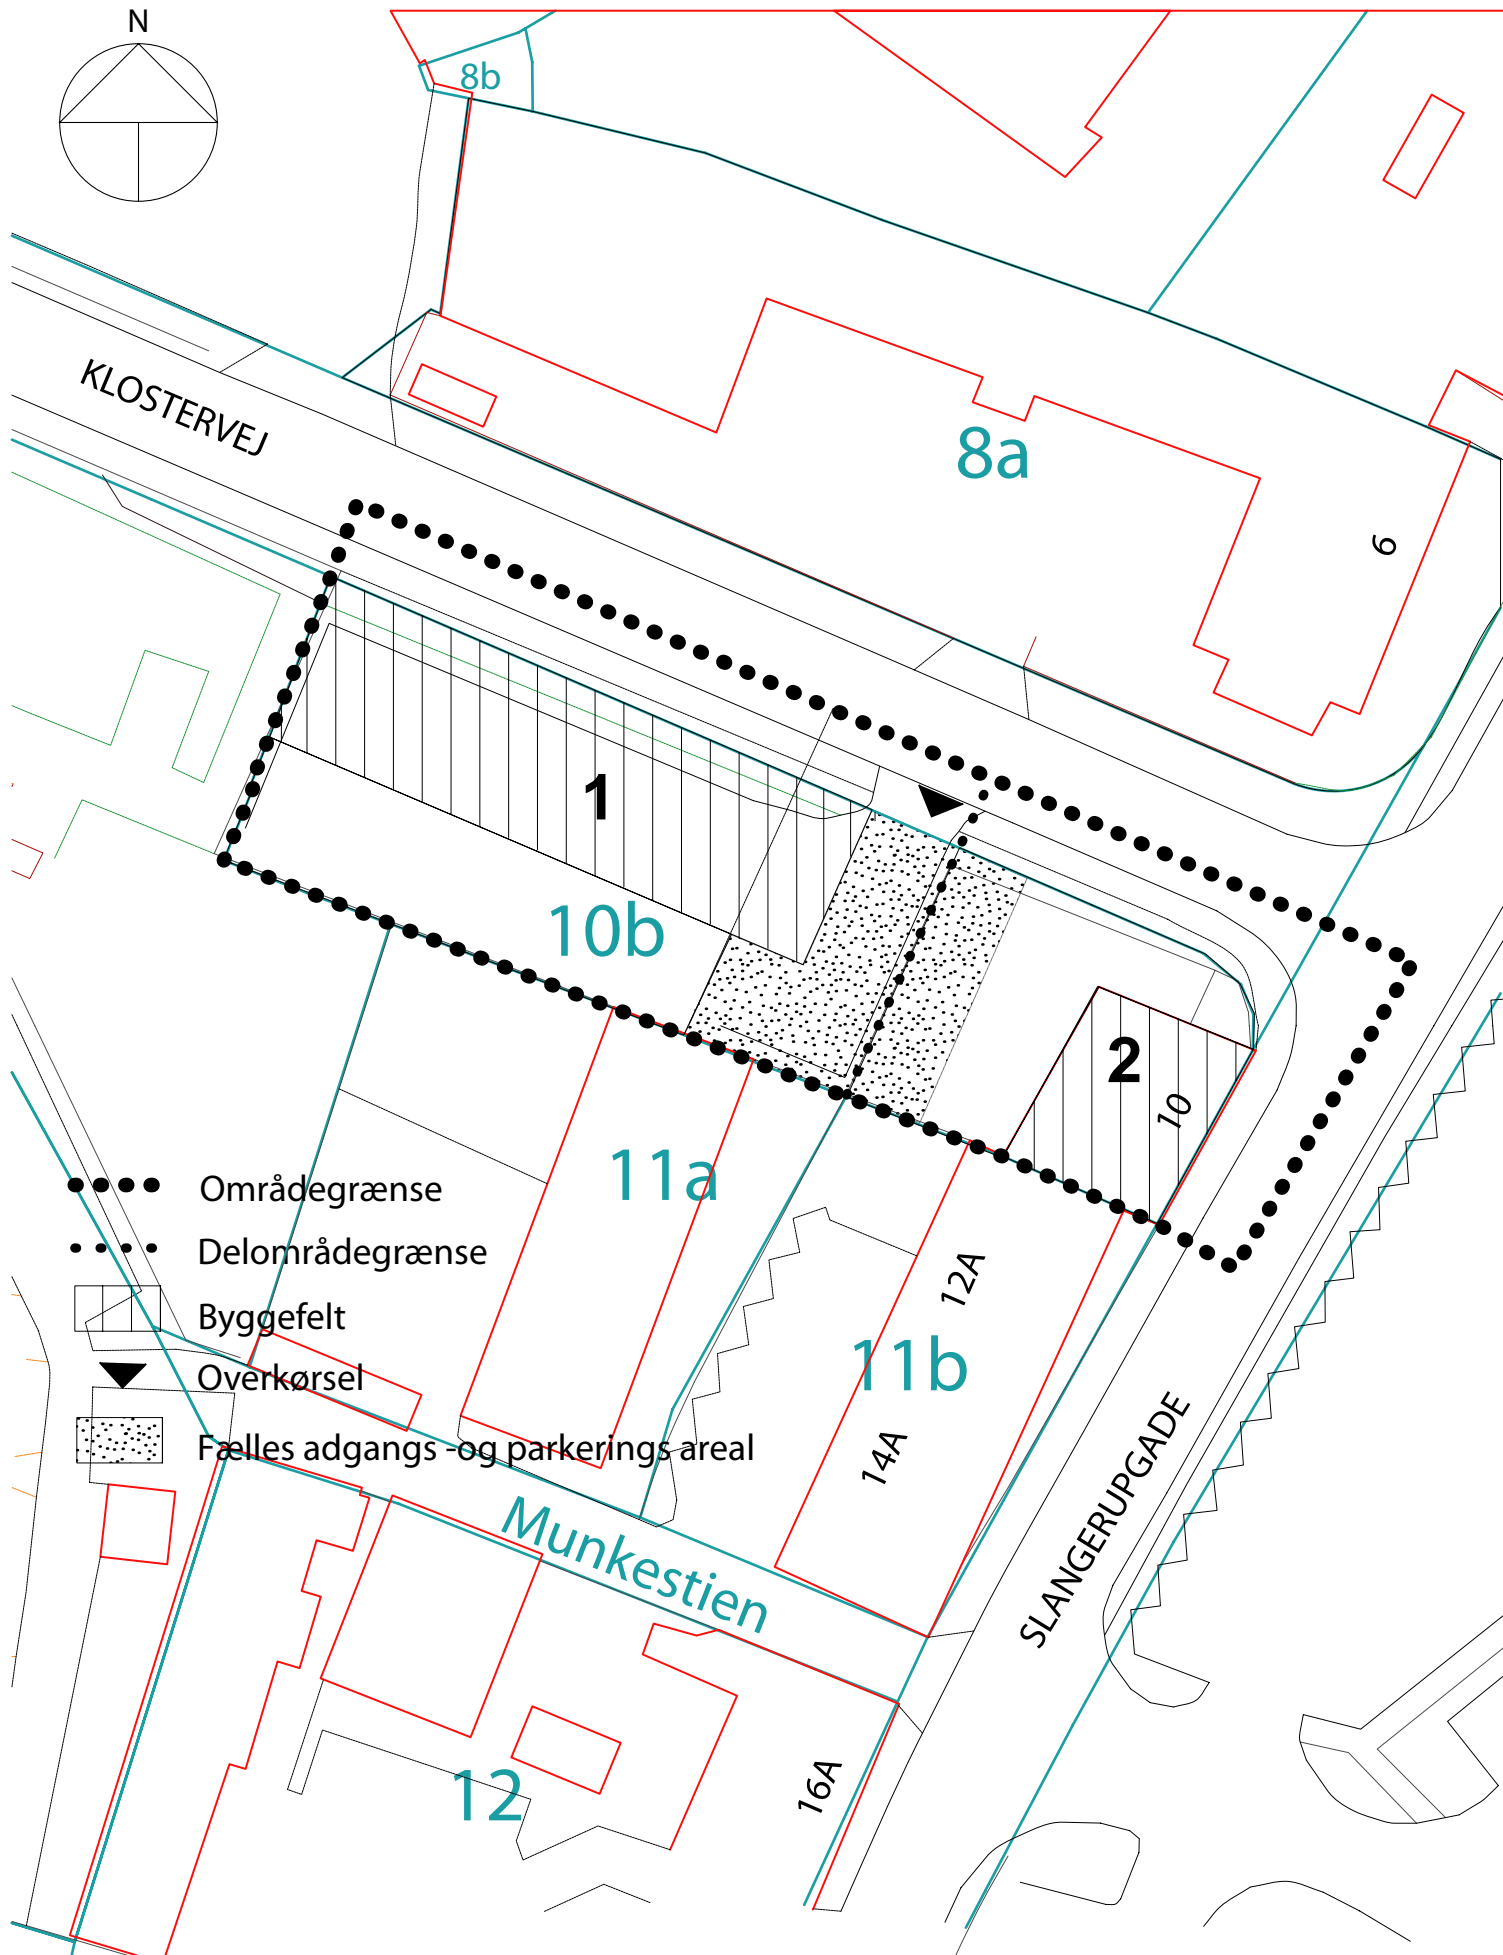 N
8b
KLOSTERVEJ
8a
6
1
10b
2
10
11a
Områdegrænse
Delområdegrænse
12A
Byggefelt
11b
Overkørsel
14A
Fælles adgangs -og parkerings areal
SLANGERUPGADE
Munkestien
12
16A